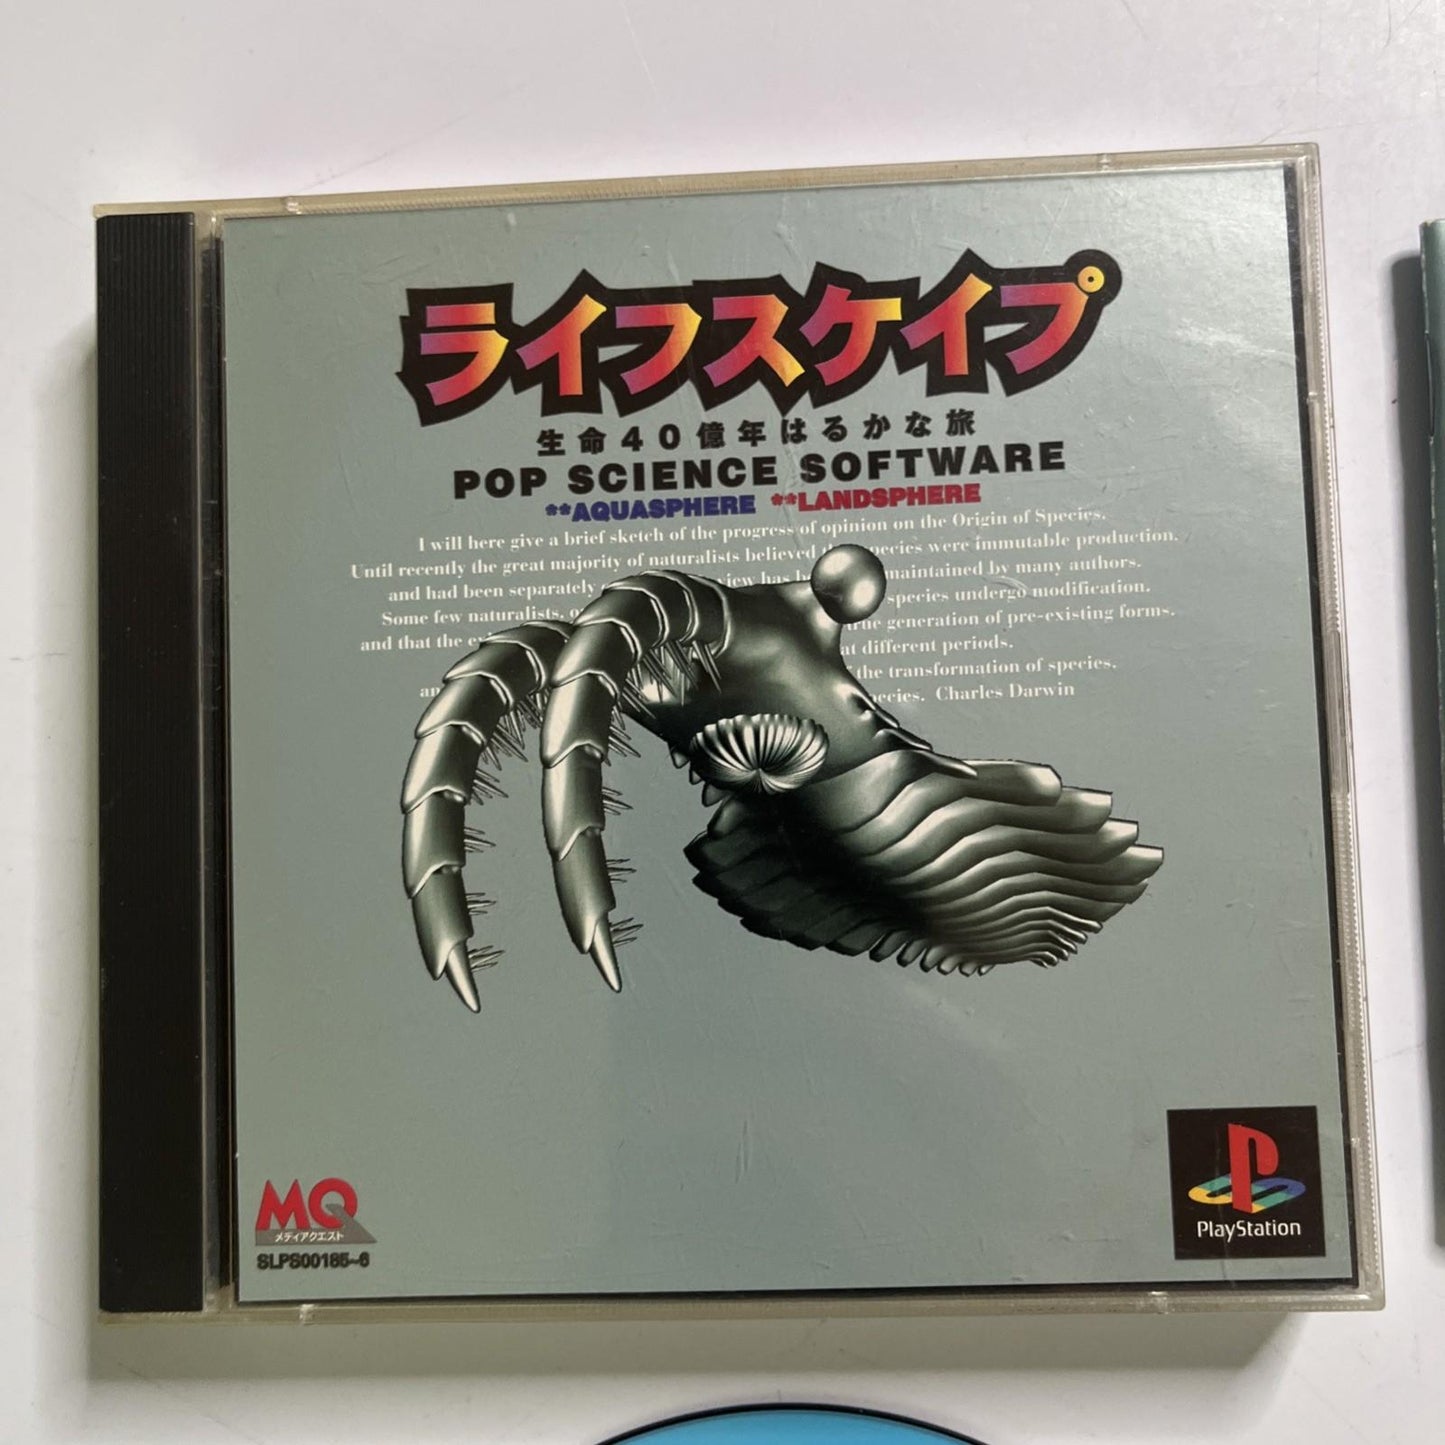 ライフスケイプ
生命40億年はるかな旅
POP SCIENCE SOFTWARE
**AQUASPHERE **LANDSPHERE
I will here give a brief sketch of the progress of opinion on the Origin of Species.
Until recently the great majority of naturalists believed species were immutable production.
and had been separately view has maintained by many authors.
Some few naturalists, species undergo modification.
and that the generation of pre-existing forms.
at different periods.
the transformation of species.
species. Charles Darwin
MQ
メディアクエスト
SLPS00185~6
PlayStation